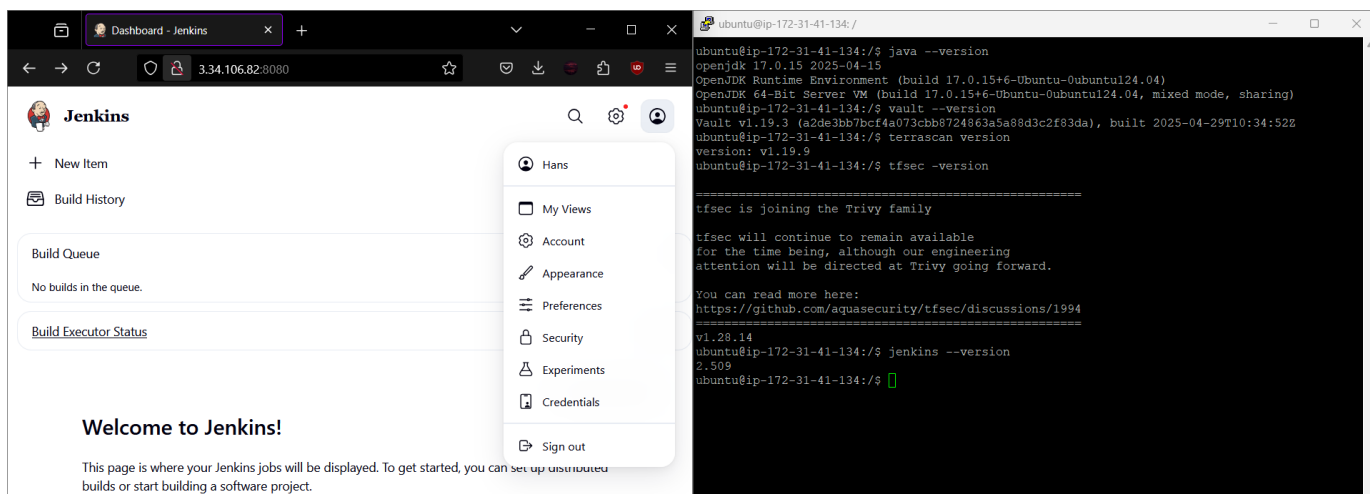 Dashboard - Jenkins
3.34.106.82:8080
Jenkins
New Item
Build History
Build Queue
No builds in the queue.
Build Executor Status
Hans
My Views
Account
Appearance
Preferences
Security
Experiments
Credentials
Sign out
Welcome to Jenkins!
This page is where your Jenkins jobs will be displayed. To get started, you can set up distributed
builds or start building a software project.
ubuntu@ip-172-31-41-134: /
ubuntu@ip-172-31-41-134:/$ java --version
openjdk 17.0.15 2025-04-15
OpenJDK Runtime Environment (build 17.0.15+6-Ubuntu-0ubuntu124.04)
OpenJDK 64-Bit Server VM (build 17.0.15+6-Ubuntu-0ubuntu124.04, mixed mode, sharing)
ubuntu@ip-172-31-41-134:/$ vault --version
Vault v1.19.3 (a2de3bb7bcf4a073cbb8724863a5a88d3c2f83da), built 2025-04-29T10:34:52Z
ubuntu@ip-172-31-41-134:/$ terrascan version
version: v1.19.9
ubuntu@ip-172-31-41-134:/$ tfsec -version
======================================================
tfsec is joining the Trivy family
tfsec will continue to remain available
for the time being, although our engineering
attention will be directed at Trivy going forward.
You can read more here:
https://github.com/aquasecurity/tfsec/discussions/1994
======================================================
v1.28.14
ubuntu@ip-172-31-41-134:/$ jenkins --version
2.509
ubuntu@ip-172-31-41-134:/$